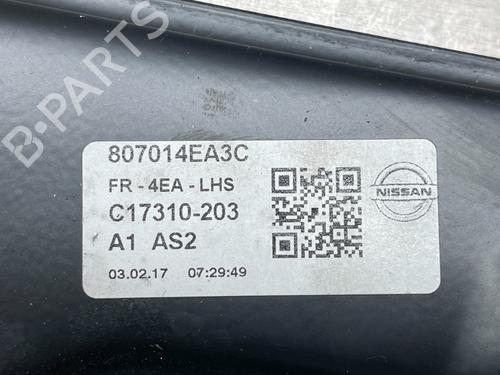 B-PARTS
807014EA3C
FR - 4EA - LHS
C17310-203
A1 AS2
03.02.17 07:29:49
NISSAN